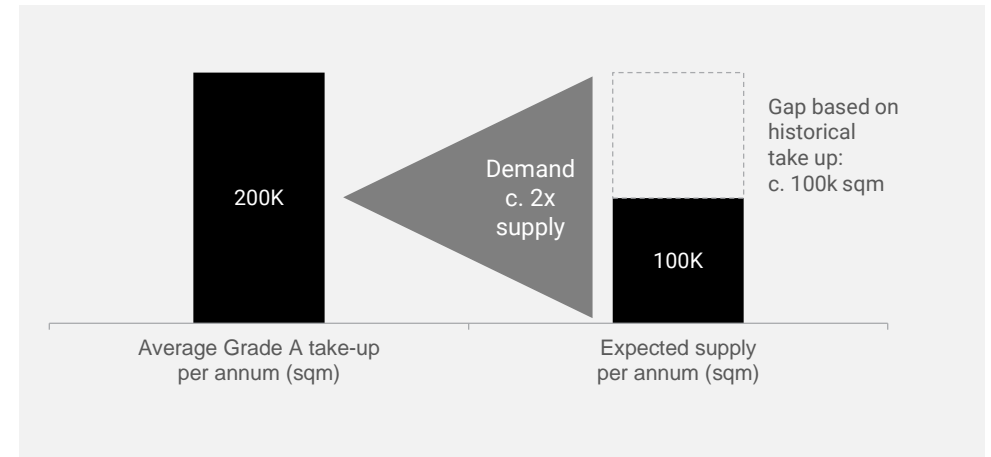 200K
Demand
c. 2x
supply
Gap based on
historical
take up:
c. 100k sqm
100K
Average Grade A take-up
per annum (sqm)
Expected supply
per annum (sqm)